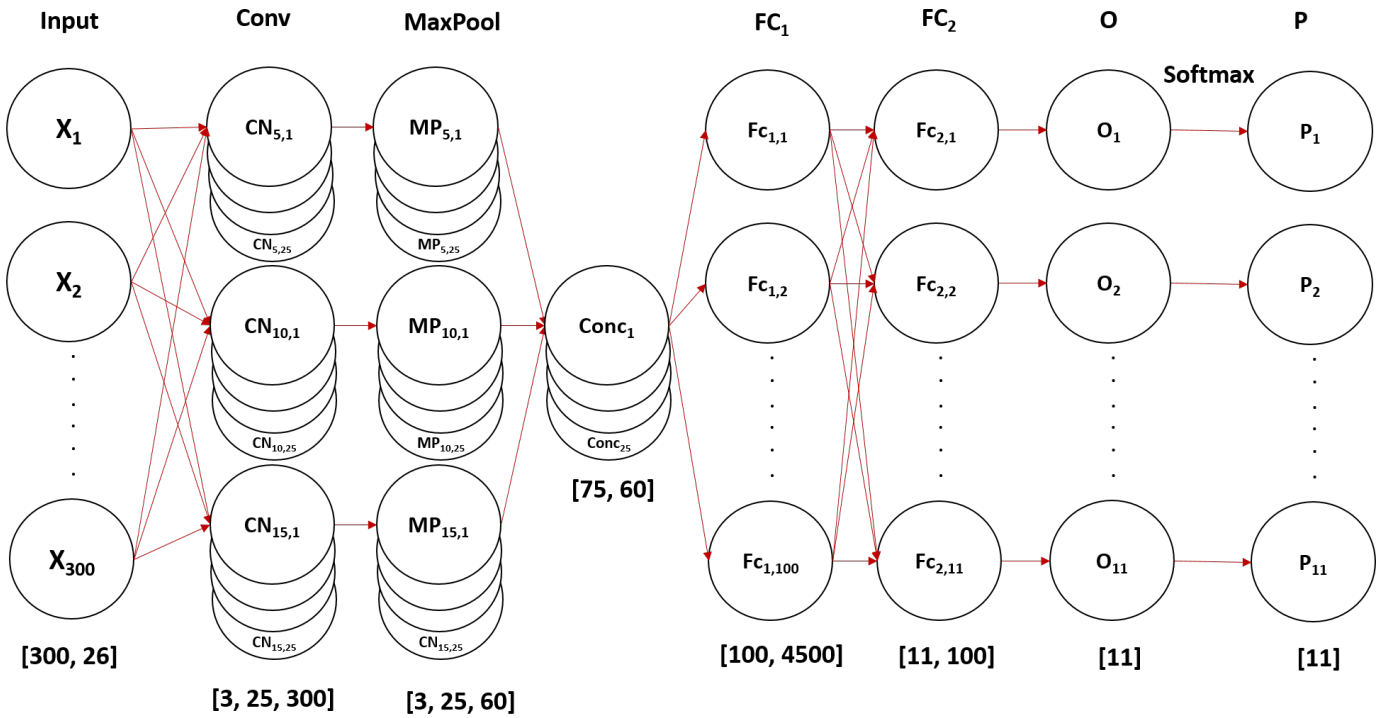 Input Conv MaxPool FC1 FC2 O P
Softmax
X1 CN5,1 MP5,1 Fc1,1 Fc2,1 O1 P1
CN5,25 MP5,25
X2 CN10,1 MP10,1 Conc1 Fc1,2 Fc2,2 O2 P2
CN10,25 MP10,25 Conc25
[75, 60]
X300 CN15,1 MP15,1 Fc1,100 Fc2,11 O11 P11
CN15,25 CN15,25
[300, 26] [100, 4500] [11, 100] [11] [11]
[3, 25, 300] [3, 25, 60]